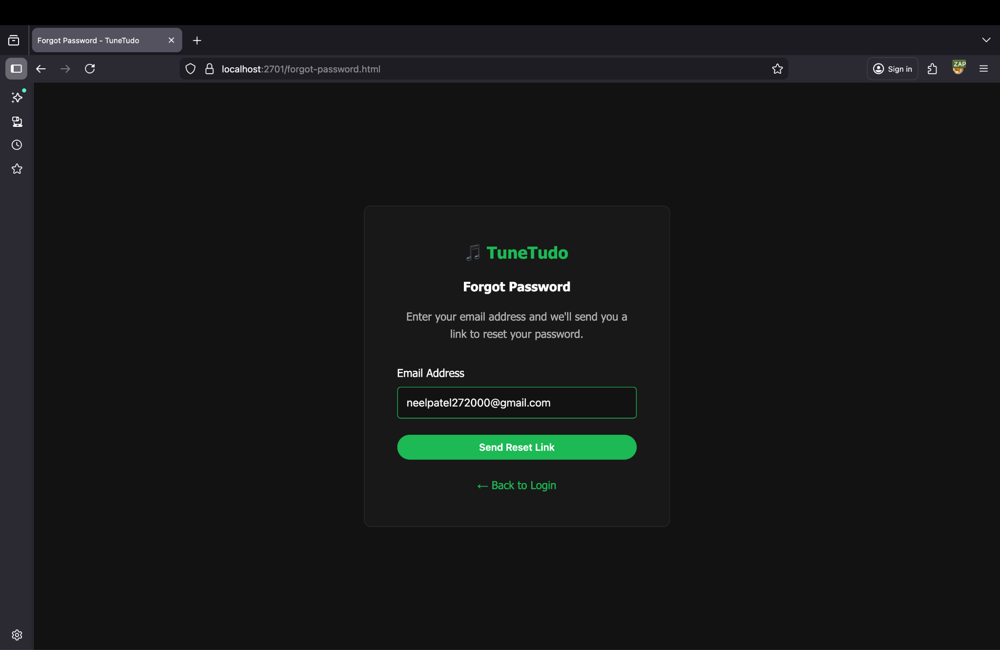 Forgot Password - TuneTudo
localhost:2701/forgot-password.html
Sign in
ZAP
TuneTudo
Forgot Password
Enter your email address and we'll send you a
link to reset your password.
Email Address
neelpatel272000@gmail.com
Send Reset Link
← Back to Login